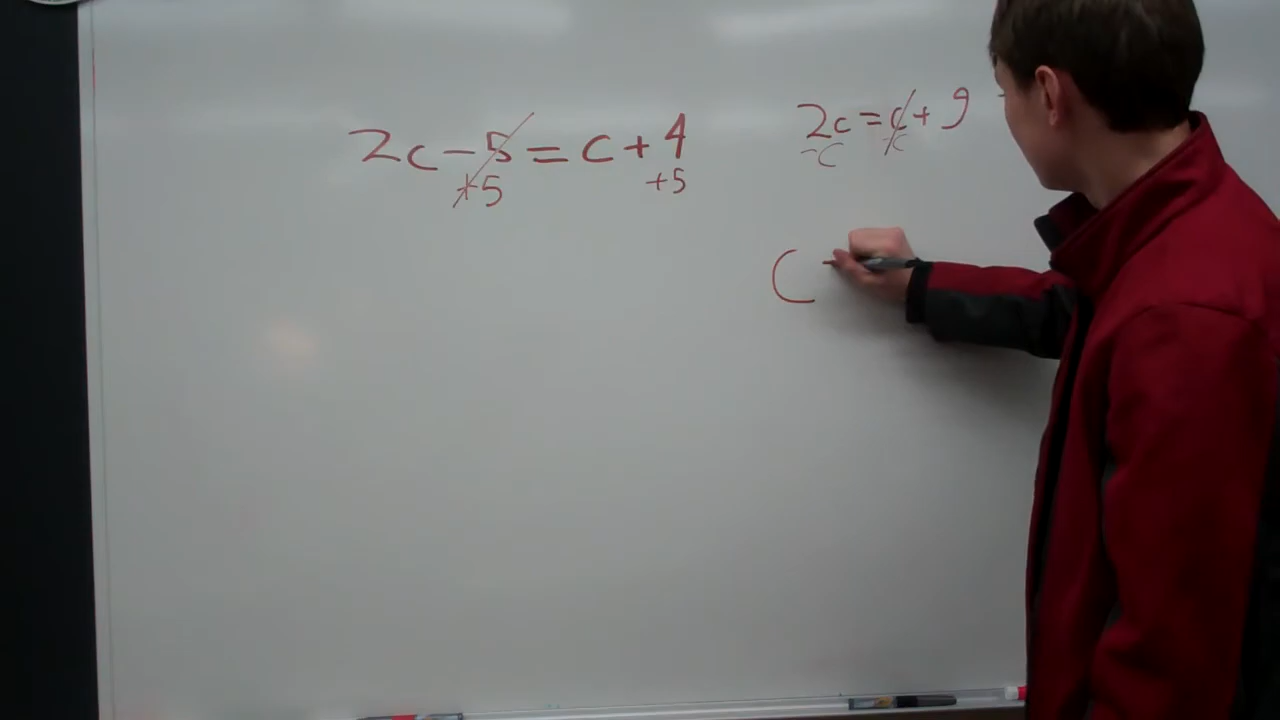 2c - 5 = c + 4
+5 +5
2c = c + 9
-c -c
C -